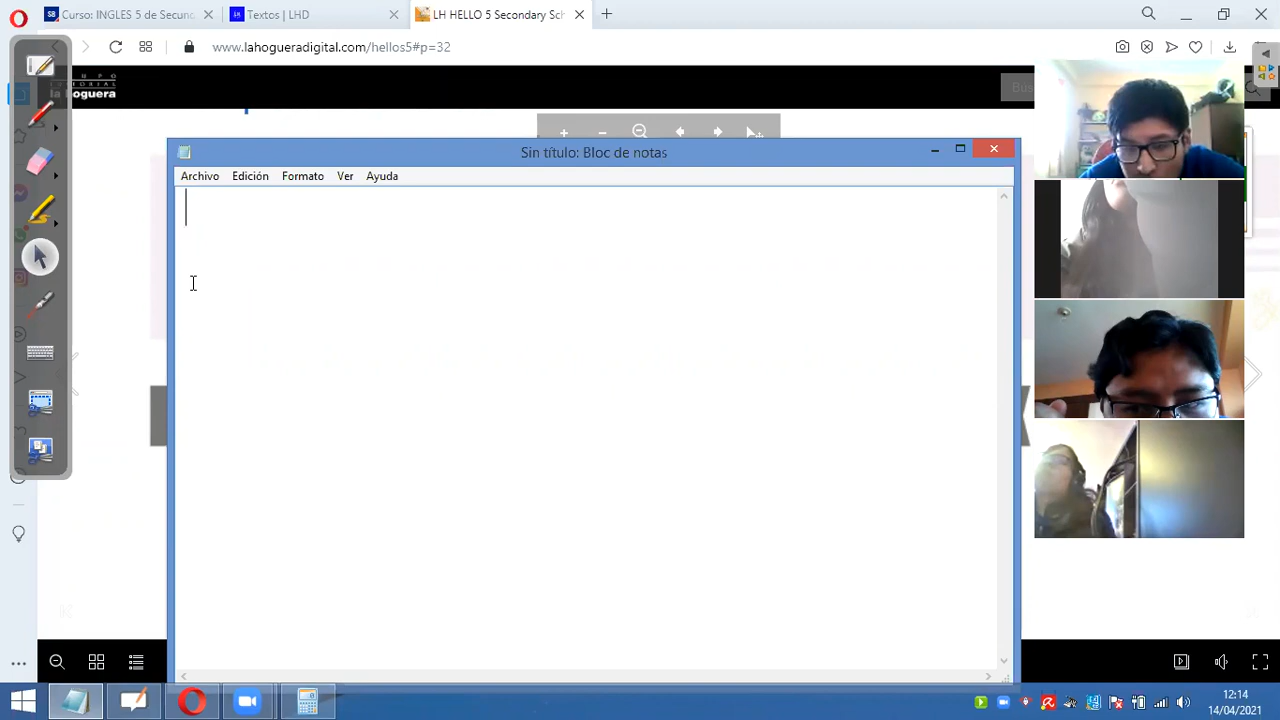 Curso: INGLES 5 de Secund
Textos | LHD
LH HELLO 5 Secondary Sch
www.lahogueradigital.com/hellos5#p=32
la hoguera
Sin título: Bloc de notas
Archivo Edición Formato Ver Ayuda
12:14
14/04/2021